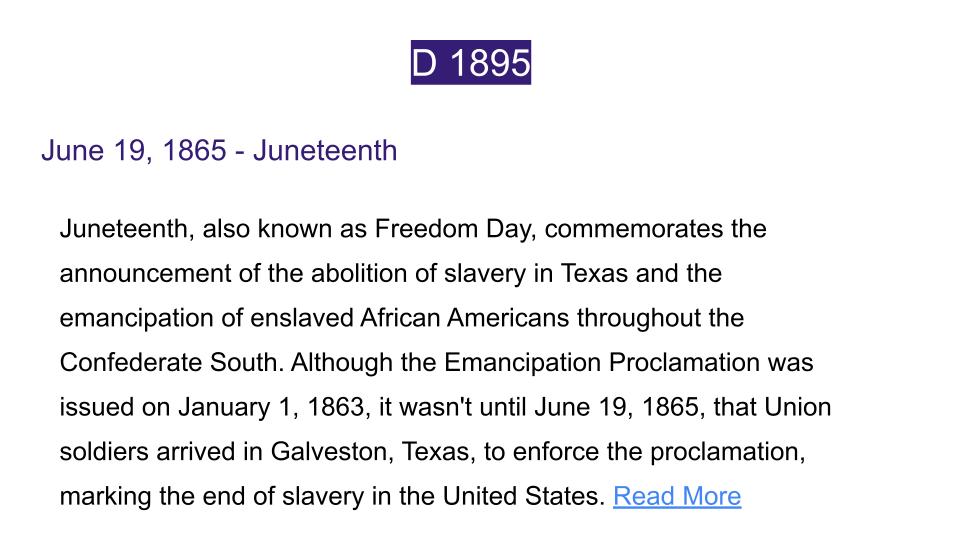 D 1895
June 19, 1865 - Juneteenth
Juneteenth, also known as Freedom Day, commemorates the
announcement of the abolition of slavery in Texas and the
emancipation of enslaved African Americans throughout the
Confederate South. Although the Emancipation Proclamation was
issued on January 1, 1863, it wasn't until June 19, 1865, that Union
soldiers arrived in Galveston, Texas, to enforce the proclamation,
marking the end of slavery in the United States. Read More